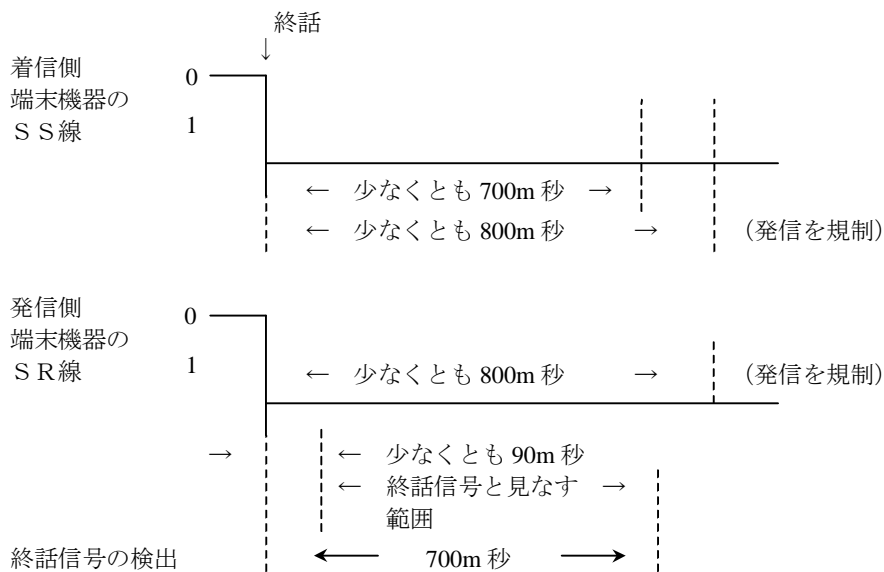 終話
↓
着信側
端末機器の
ＳＳ線
0
1
← 少なくとも 700m 秒 →
← 少なくとも 800m 秒 → （発信を規制）
発信側
端末機器の
ＳＲ線
0
1
← 少なくとも 800m 秒 → （発信を規制）
→ ← 少なくとも 90m 秒
← 終話信号と見なす →
範囲
終話信号の検出 700m 秒